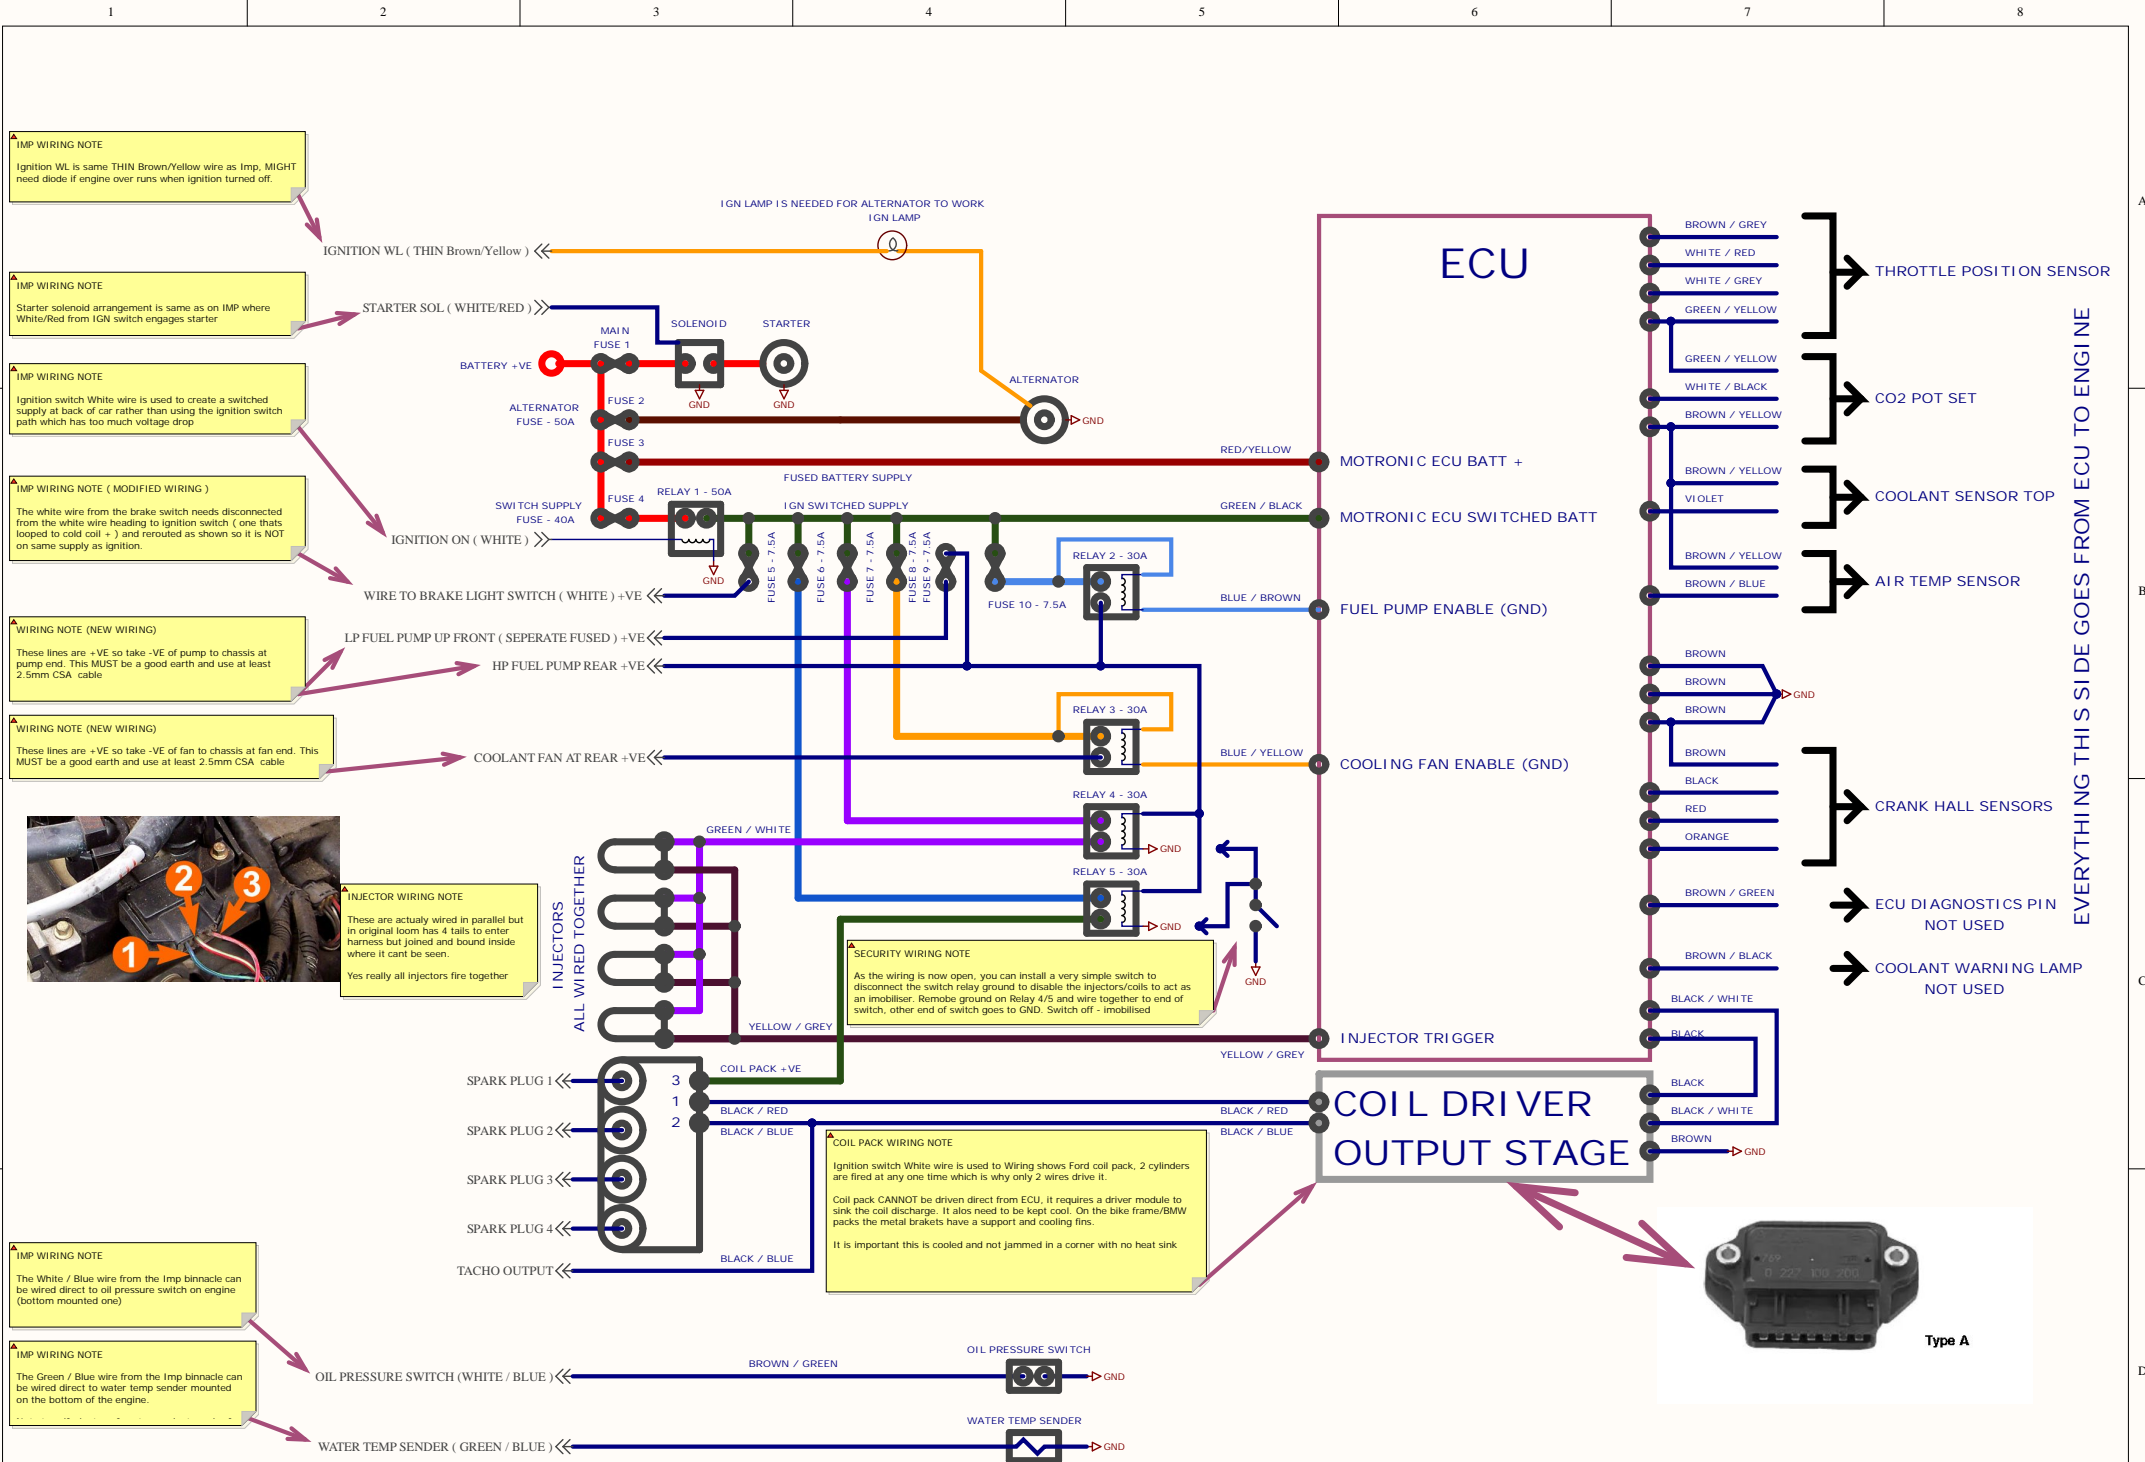 1 2 3 4 5 6 7 8
A
B
C
D
IMP WIRING NOTE
Ignition WL is same THIN Brown/Yellow wire as Imp, MIGHT
need diode if engine over runs when ignition turned off.
IMP WIRING NOTE
Starter solenoid arrangement is same as on IMP where
White/Red from IGN switch engages starter
IMP WIRING NOTE
Ignition switch White wire is used to create a switched
supply at back of car rather than using the ignition switch
path which has too much voltage drop
IMP WIRING NOTE ( MODIFIED WIRING )
The white wire from the brake switch needs disconnected
from the white wire heading to ignition switch ( one thats
looped to cold coil + ) and rerouted as shown so it is NOT
on same supply as ignition.
WIRING NOTE (NEW WIRING)
These lines are +VE so take -VE of pump to chassis at
pump end. This MUST be a good earth and use at least
2.5mm CSA cable
WIRING NOTE (NEW WIRING)
These lines are +VE so take -VE of fan to chassis at fan end. This
MUST be a good earth and use at least 2.5mm CSA cable
2 3
1
INJECTOR WIRING NOTE
These are actualy wired in parallel but
in original loom has 4 tails to enter
harness but joined and bound inside
where it cant be seen.
Yes really all injectors fire together
IMP WIRING NOTE
The White / Blue wire from the Imp binnacle can
be wired direct to oil pressure switch on engine
(bottom mounted one)
IMP WIRING NOTE
The Green / Blue wire from the Imp binnacle can
be wired direct to water temp sender mounted
on the bottom of the engine.
IGN LAMP IS NEEDED FOR ALTERNATOR TO WORK
IGN LAMP
IGNITION WL ( THIN Brown/Yellow )
STARTER SOL ( WHITE/RED )
MAIN
FUSE 1
SOLENOID
STARTER
BATTERY +VE
GND
GND
ALTERNATOR
FUSE - 50A
FUSE 2
ALTERNATOR
GND
FUSE 3
RED/YELLOW
FUSED BATTERY SUPPLY
SWITCH SUPPLY
FUSE - 40A
FUSE 4
RELAY 1 - 50A
IGN SWITCHED SUPPLY
GREEN / BLACK
IGNITION ON ( WHITE )
GND
FUSE 5 - 7.5A
FUSE 6 - 7.5A
FUSE 7 - 7.5A
FUSE 8 - 7.5A
FUSE 9 - 7.5A
FUSE 10 - 7.5A
RELAY 2 - 30A
BLUE / BROWN
WIRE TO BRAKE LIGHT SWITCH ( WHITE ) +VE
LP FUEL PUMP UP FRONT ( SEPERATE FUSED ) +VE
HP FUEL PUMP REAR +VE
RELAY 3 - 30A
BLUE / YELLOW
COOLANT FAN AT REAR +VE
RELAY 4 - 30A
GND
GREEN / WHITE
RELAY 5 - 30A
GND
GND
INJECTORS
ALL WIRED TOGETHER
SECURITY WIRING NOTE
As the wiring is now open, you can install a very simple switch to
disconnect the switch relay ground to disable the injectors/coils to act as
an imobiliser. Remobe ground on Relay 4/5 and wire together to end of
switch, other end of switch goes to GND. Switch off - imobilised
YELLOW / GREY
YELLOW / GREY
COIL PACK +VE
SPARK PLUG 1
SPARK PLUG 2
SPARK PLUG 3
SPARK PLUG 4
TACHO OUTPUT
3
1
2
BLACK / RED
BLACK / BLUE
BLACK / RED
BLACK / BLUE
BLACK / BLUE
COIL PACK WIRING NOTE
Ignition switch White wire is used to Wiring shows Ford coil pack, 2 cylinders
are fired at any one time which is why only 2 wires drive it.
Coil pack CANNOT be driven direct from ECU, it requires a driver module to
sink the coil discharge. It alos need to be kept cool. On the bike frame/BMW
packs the metal brakets have a support and cooling fins.
It is important this is cooled and not jammed in a corner with no heat sink
OIL PRESSURE SWITCH (WHITE / BLUE )
BROWN / GREEN
OIL PRESSURE SWITCH
GND
WATER TEMP SENDER ( GREEN / BLUE )
WATER TEMP SENDER
GND
ECU
MOTRONIC ECU BATT +
MOTRONIC ECU SWITCHED BATT
FUEL PUMP ENABLE (GND)
COOLING FAN ENABLE (GND)
INJECTOR TRIGGER
COIL DRIVER
OUTPUT STAGE
BROWN / GREY
WHITE / RED
WHITE / GREY
GREEN / YELLOW
THROTTLE POSITION SENSOR
GREEN / YELLOW
WHITE / BLACK
BROWN / YELLOW
CO2 POT SET
BROWN / YELLOW
VIOLET
COOLANT SENSOR TOP
BROWN / YELLOW
BROWN / BLUE
AIR TEMP SENSOR
BROWN
BROWN
BROWN
GND
BROWN
BLACK
RED
ORANGE
CRANK HALL SENSORS
BROWN / GREEN
ECU DIAGNOSTICS PIN
NOT USED
BROWN / BLACK
COOLANT WARNING LAMP
NOT USED
BLACK / WHITE
BLACK
BLACK
BLACK / WHITE
BROWN
GND
EVERYTHING THIS SIDE GOES FROM ECU TO ENGINE
0 227 100 200
Type A